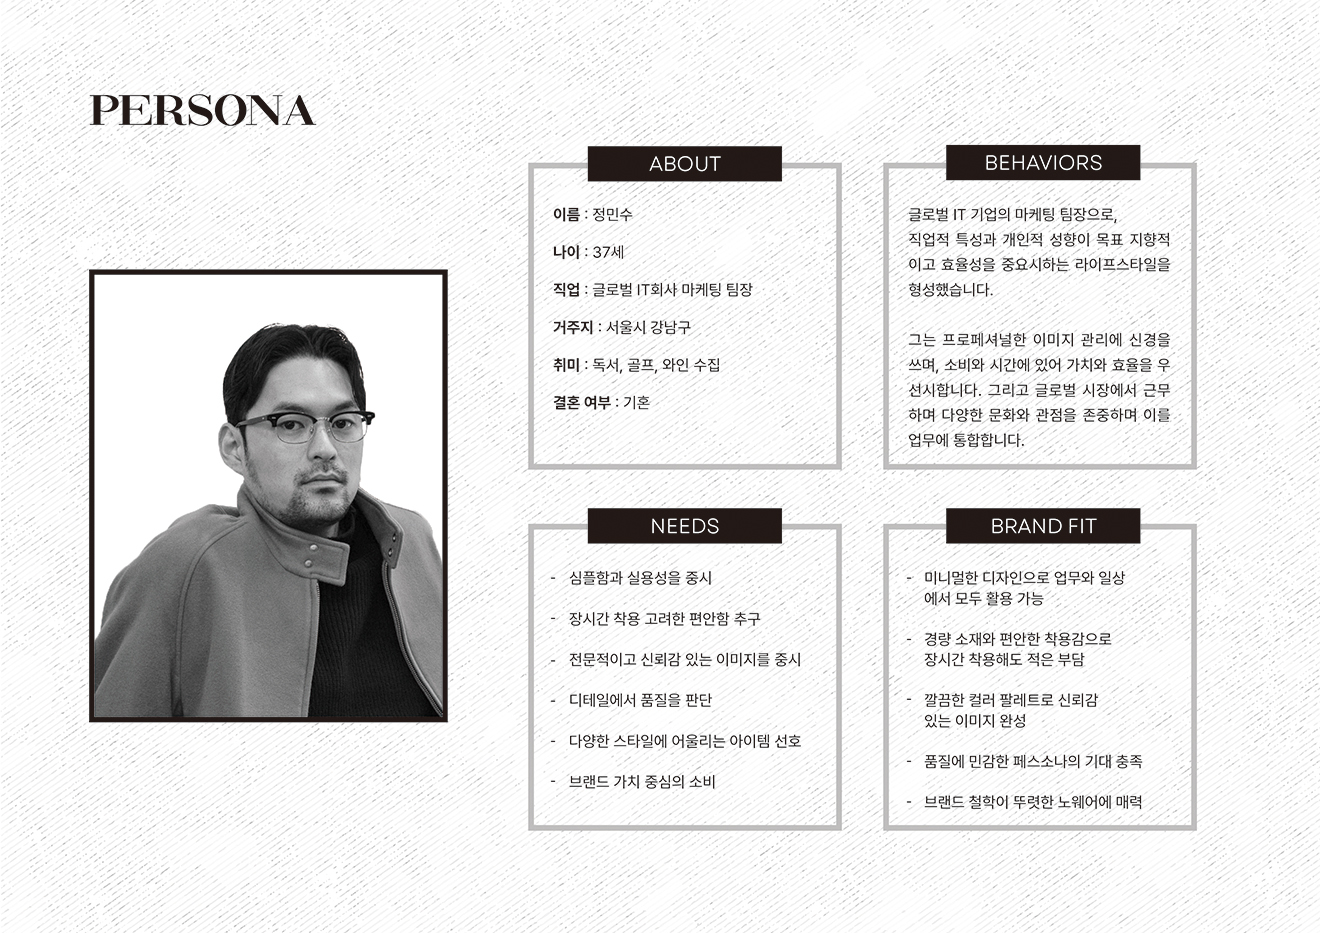 PERSONA
ABOUT
이름 : 정민수
나이 : 37세
직업 : 글로벌 IT회사 마케팅 팀장
거주지 : 서울시 강남구
취미 : 독서, 골프, 와인 수집
결혼 여부 : 기혼
BEHAVIORS
글로벌 IT 기업의 마케팅 팀장으로,
직업적 특성과 개인적 성향이 목표 지향적
이고 효율성을 중요시하는 라이프스타일을
형성했습니다.
그는 프로페셔널한 이미지 관리에 신경을
쓰며, 소비와 시간에 있어 가치와 효율을 우
선시합니다. 그리고 글로벌 시장에서 근무
하며 다양한 문화와 관점을 존중하며 이를
업무에 통합합니다.
NEEDS
- 심플함과 실용성을 중시
- 장시간 착용 고려한 편안함 추구
- 전문적이고 신뢰감 있는 이미지를 중시
- 디테일에서 품질을 판단
- 다양한 스타일에 어울리는 아이템 선호
- 브랜드 가치 중심의 소비
BRAND FIT
- 미니멀한 디자인으로 업무와 일상
에서 모두 활용 가능
- 경량 소재와 편안한 착용감으로
장시간 착용해도 적은 부담
- 깔끔한 컬러 팔레트로 신뢰감
있는 이미지 완성
- 품질에 민감한 페스소나의 기대 충족
- 브랜드 철학이 뚜렷한 노웨어에 매력